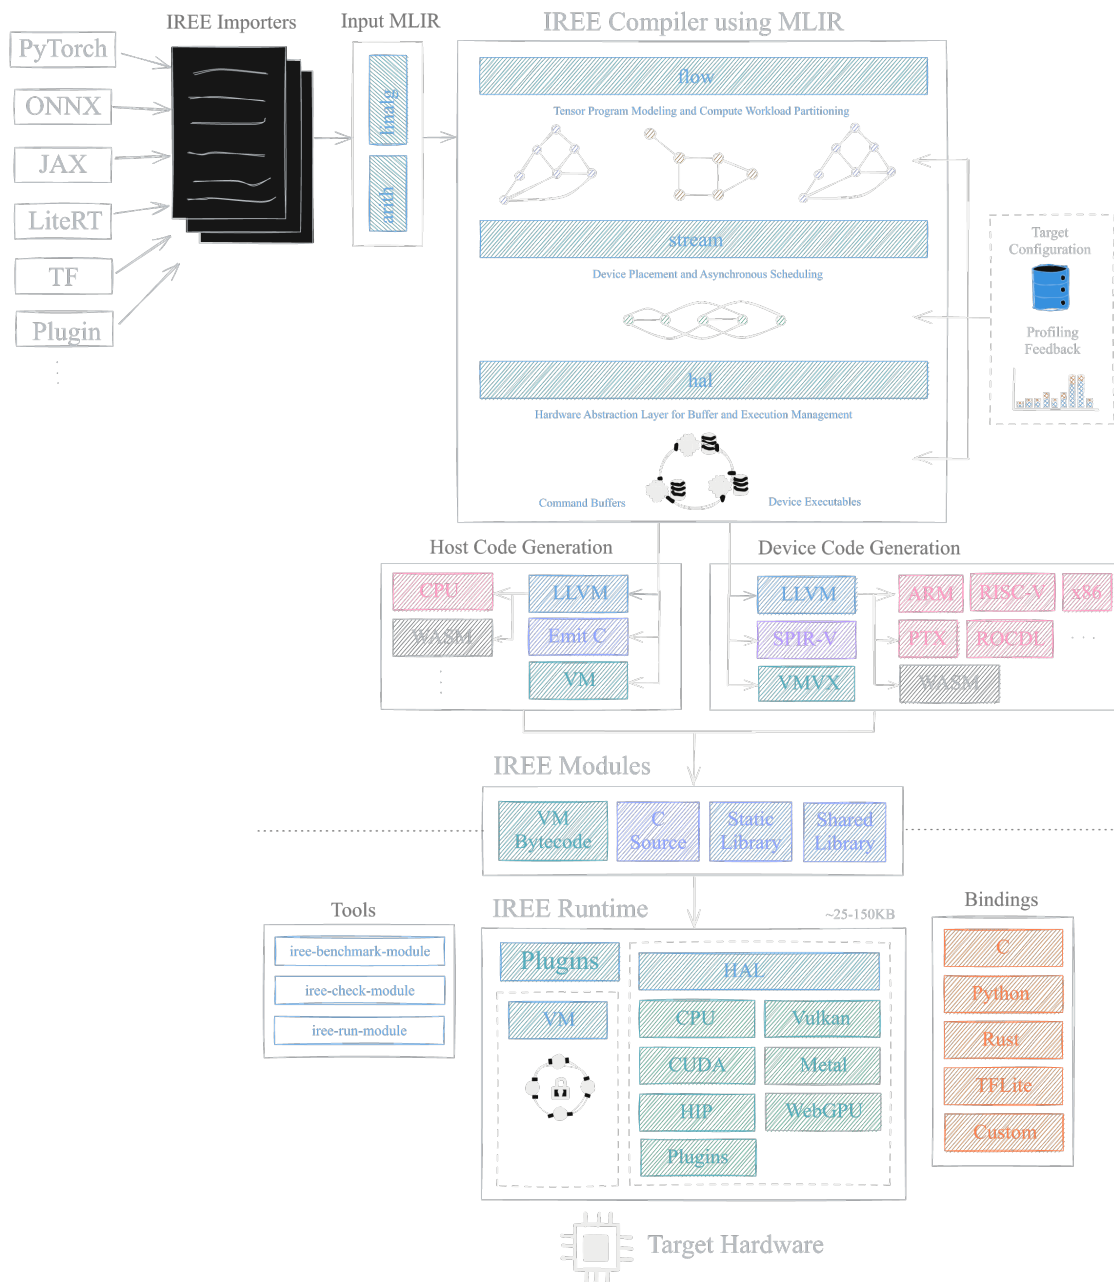 IREE Importers
Input MLIR
IREE Compiler using MLIR
PyTorch
ONNX
JAX
LiteRT
TF
Plugin
linalg
arith
flow
Tensor Program Modeling and Compute Workload Partitioning
stream
Device Placement and Asynchronous Scheduling
hal
Hardware Abstraction Layer for Buffer and Execution Management
Command Buffers
Device Executables
Target
Configuration
Profiling
Feedback
Host Code Generation
CPU
LLVM
WASM
Emit C
VM
Device Code Generation
LLVM
ARM
RISC-V
x86
SPIR-V
PTX
ROCDL
VMVX
WASM
IREE Modules
VM
Bytecode
C
Source
Static
Library
Shared
Library
Tools
iree-benchmark-module
iree-check-module
iree-run-module
IREE Runtime
~25-150KB
Plugins
VM
HAL
CPU
Vulkan
CUDA
Metal
HIP
WebGPU
Plugins
Bindings
C
Python
Rust
TFLite
Custom
Target Hardware